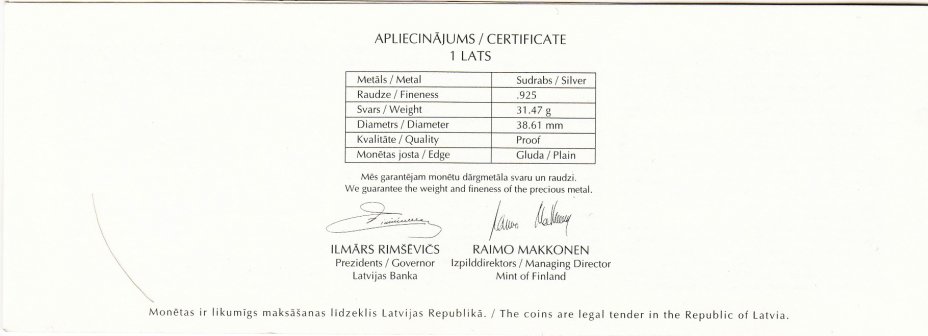 APLIECINĀJUMS / CERTIFICATE
1 LATS
Metāls / Metal Sudrabs / Silver
Raudze / Fineness .925
Svars / Weight 31.47 g
Diametrs / Diameter 38.61 mm
Kvalitāte / Quality Proof
Monētas josta / Edge Gluda / Plain
Mēs garantējam monētu dārgmetāla svaru un raudzi.
We guarantee the weight and fineness of the precious metal.
ILMĀRS RIMŠĒVIČS RAIMO MAKKONEN
Prezidents / Governor Izpilddirektors / Managing Director
Latvijas Banka Mint of Finland
Monētas ir likumīgs maksāšanas līdzeklis Latvijas Republikā. / The coins are legal tender in the Republic of Latvia.